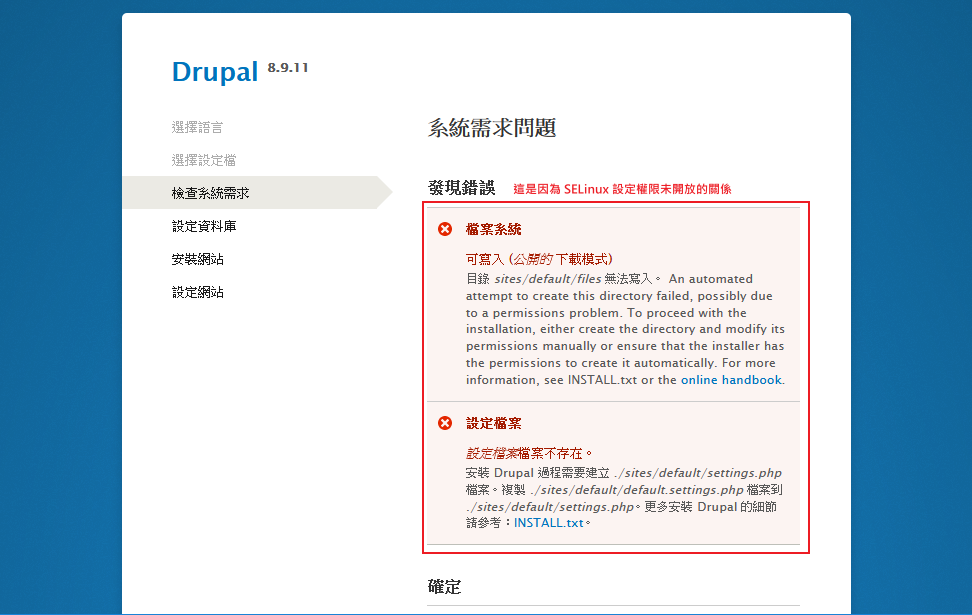 Drupal 8.9.11
選擇語言
選擇設定檔
檢查系統需求
設定資料庫
安裝網站
設定網站
系統需求問題
發現錯誤 這是因為 SELinux 設定權限未開放的關係
檔案系統
可寫入 (公開的 下載模式)
目錄 sites/default/files 無法寫入。 An automated
attempt to create this directory failed, possibly due
to a permissions problem. To proceed with the
installation, either create the directory and modify its
permissions manually or ensure that the installer has
the permissions to create it automatically. For more
information, see INSTALL.txt or the online handbook.
設定檔案
設定檔案檔案不存在。
安裝 Drupal 過程需要建立 ./sites/default/settings.php
檔案。複製 ./sites/default/default.settings.php 檔案到
./sites/default/settings.php。更多安裝 Drupal 的細節
請參考：INSTALL.txt。
確定